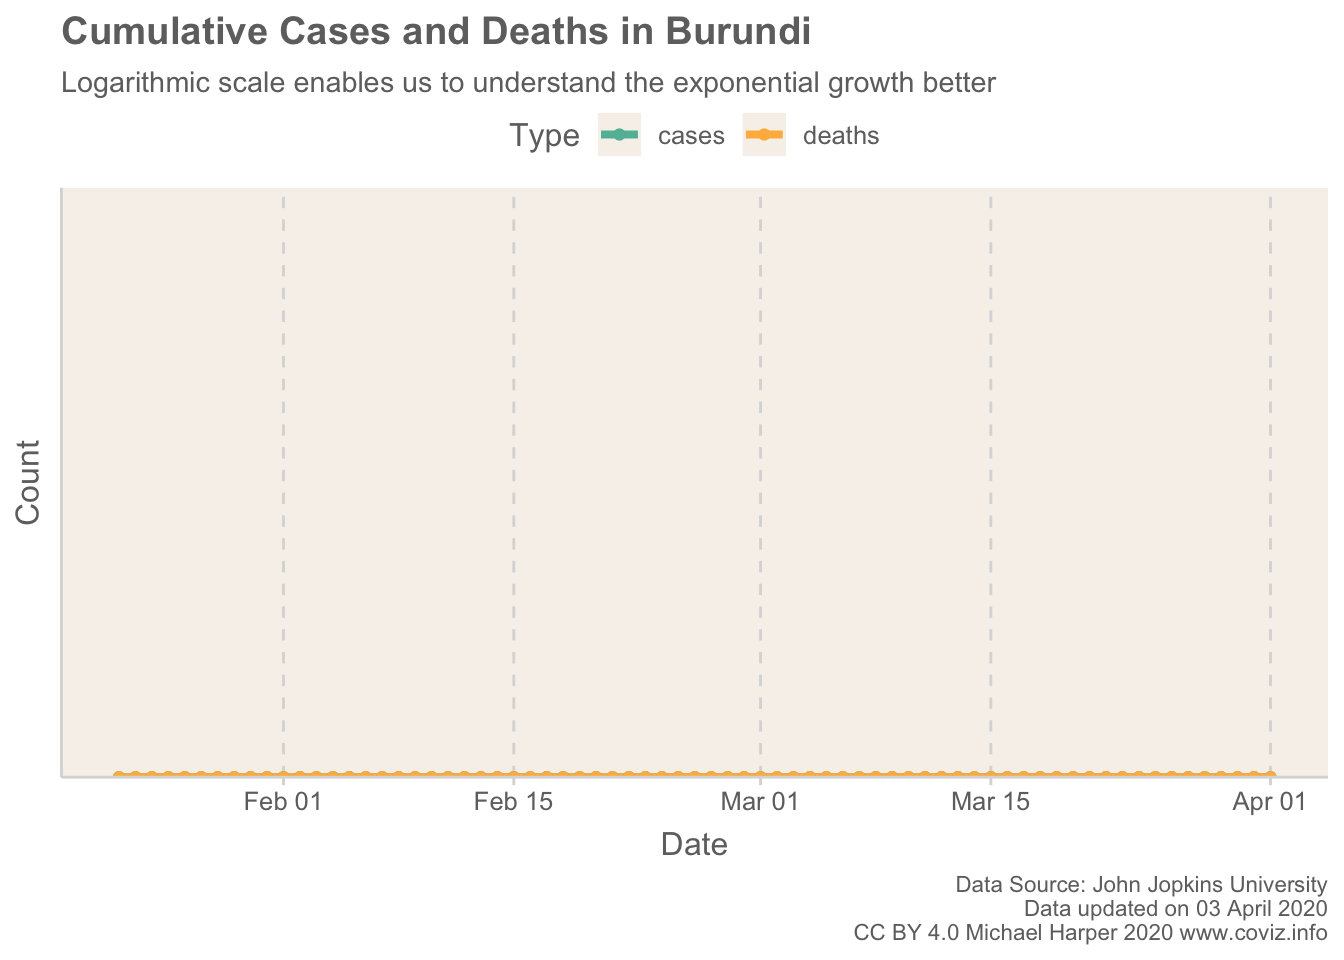 Cumulative Cases and Deaths in Burundi
Logarithmic scale enables us to understand the exponential growth better
Type cases deaths
Count
Feb 01 Feb 15 Mar 01 Mar 15 Apr 01
Date
Data Source: John Jopkins University
Data updated on 03 April 2020
CC BY 4.0 Michael Harper 2020 www.coviz.info